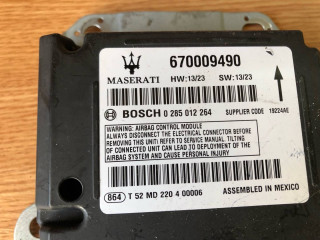 MASERATI
670009490
HW:13/23 SW:13/23
BOSCH 0 285 012 264 SUPPLIER CODE 19224AE
WARNING: AIRBAG CONTROL MODULE
ALWAYS DISCONNECT THE ELECTRICAL CONNECTOR BEFORE
REMOVING THIS UNIT! REFER TO SERVICE MANUAL. TILTING
OF CONNECTED UNIT CAN LEAD TO DEPLOYMENT OF THE
AIRBAG SYSTEM AND CAUSE PERSONAL INJURY
864 T 52 MD 220 4 00006 ASSEMBLED IN MEXICO